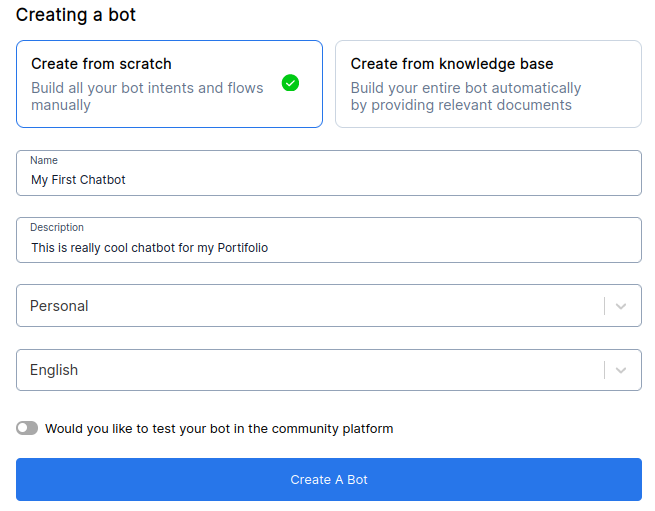 Creating a bot
Create from scratch
Build all your bot intents and flows
manually
Create from knowledge base
Build your entire bot automatically
by providing relevant documents
Name
My First Chatbot
Description
This is really cool chatbot for my Portifolio
Personal
English
Would you like to test your bot in the community platform
Create A Bot